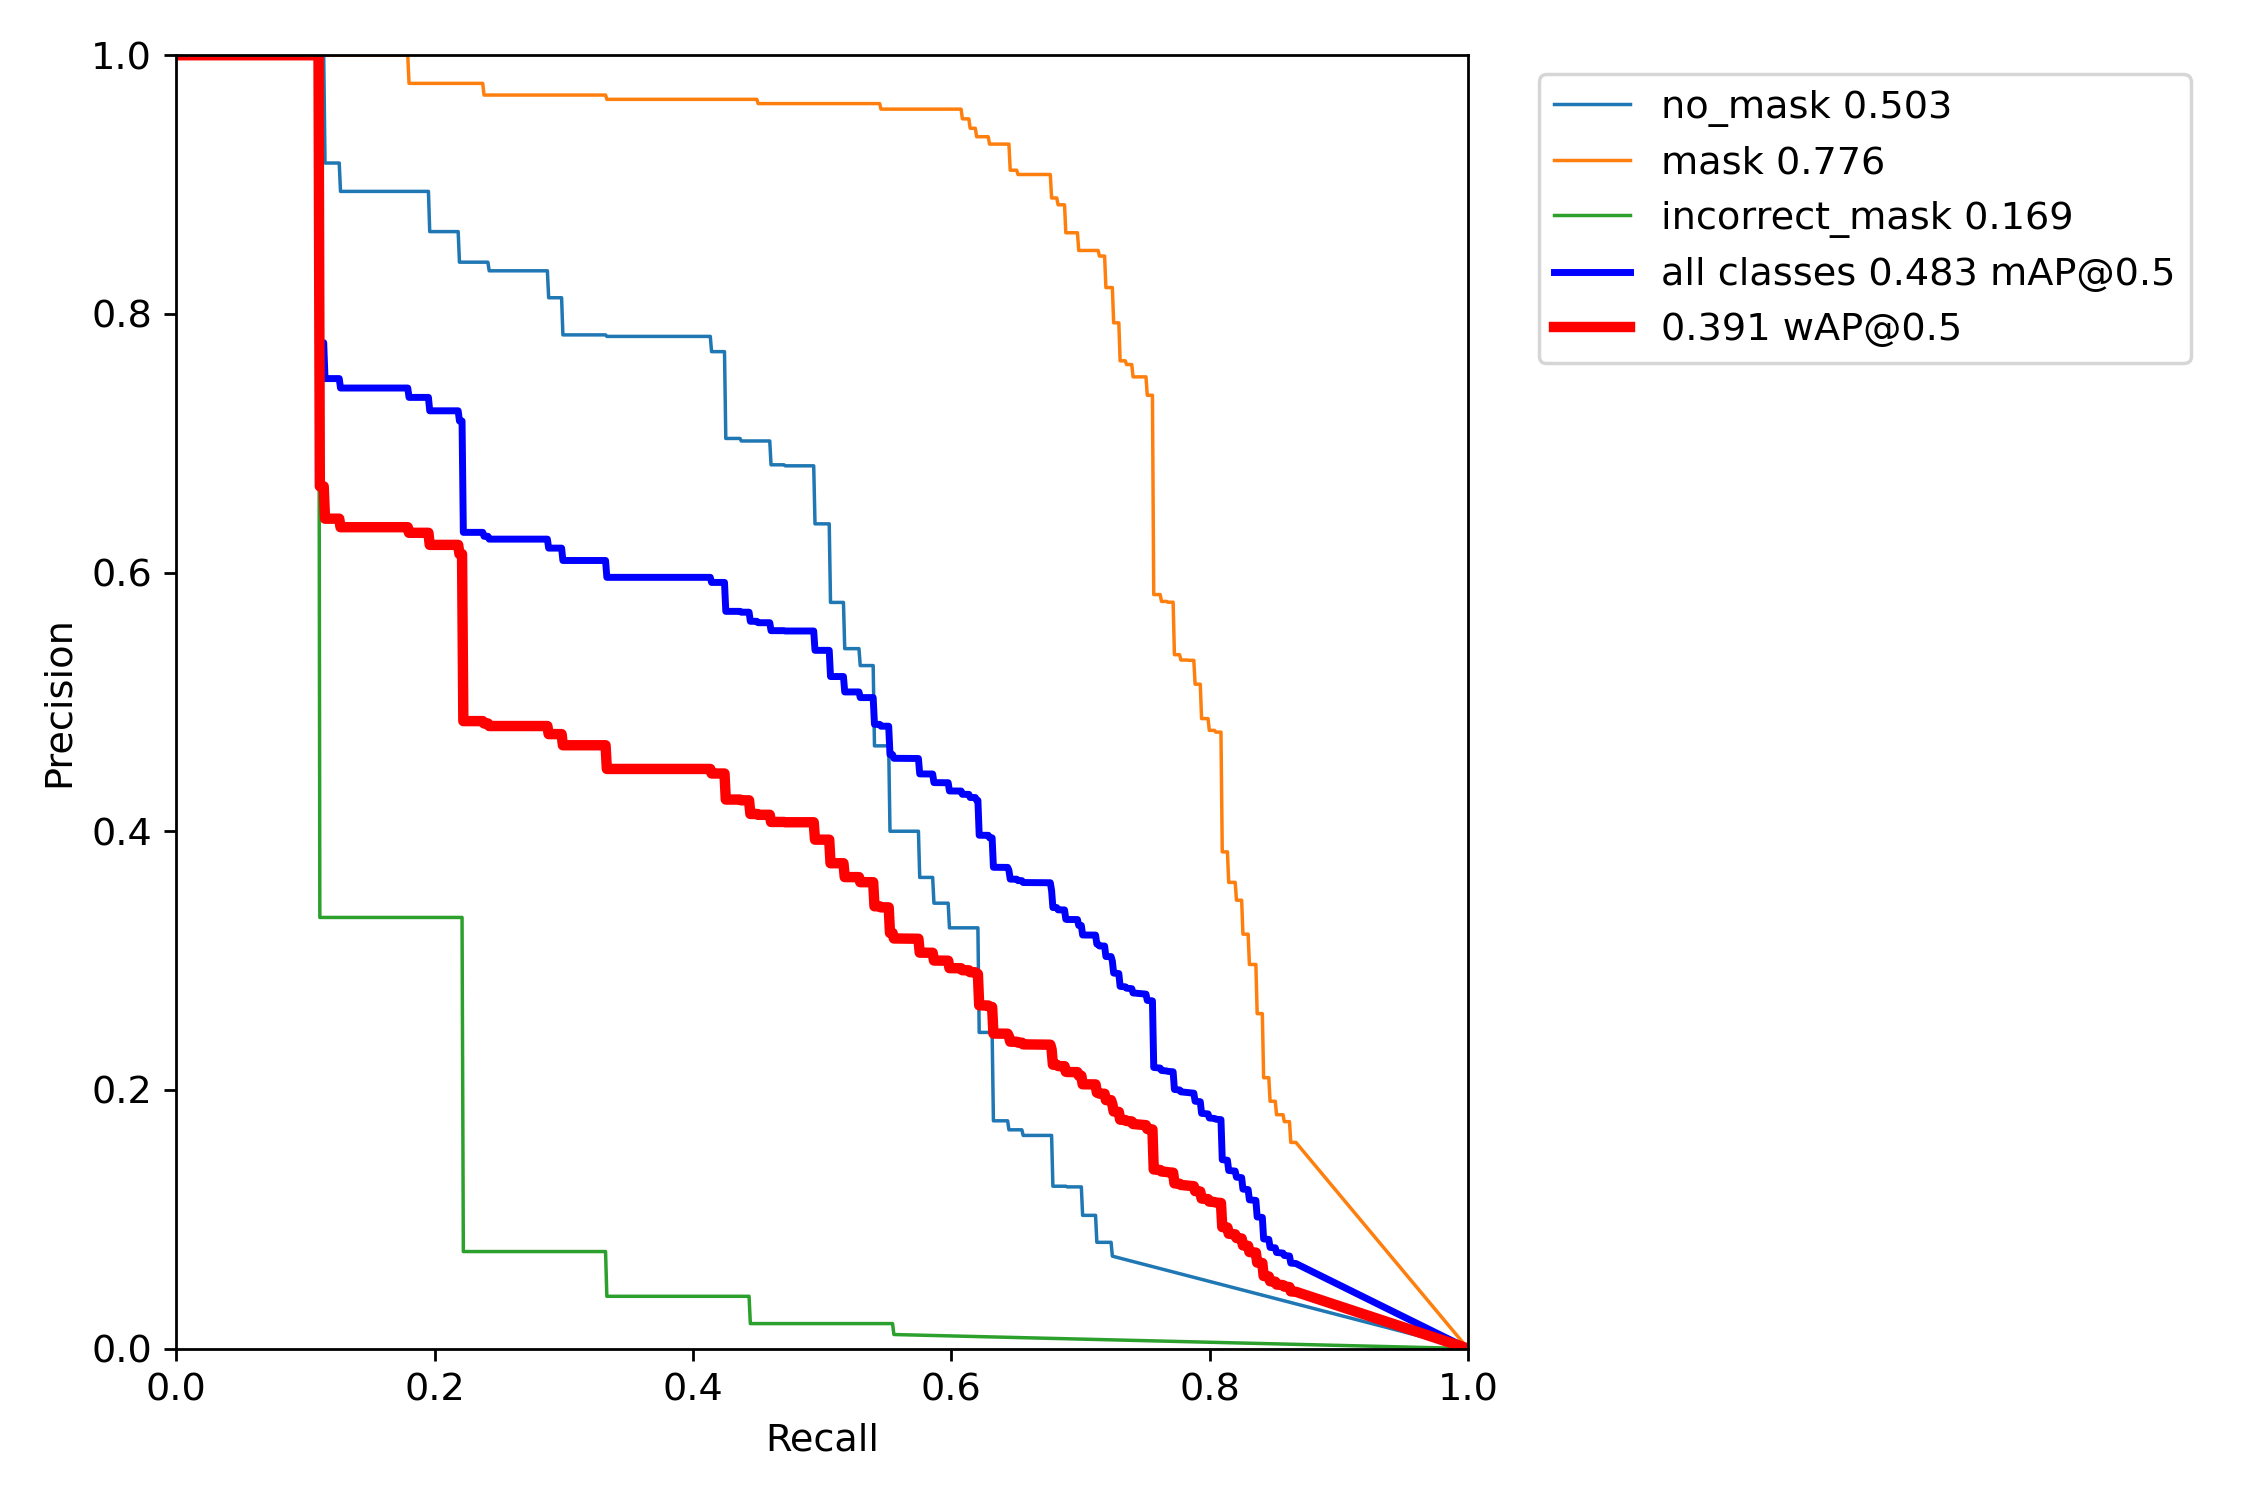 1.0
0.8
0.6
0.4
0.2
0.0
Precision
0.0 0.2 0.4 0.6 0.8 1.0
Recall
no_mask 0.503
mask 0.776
incorrect_mask 0.169
all classes 0.483 mAP@0.5
0.391 wAP@0.5